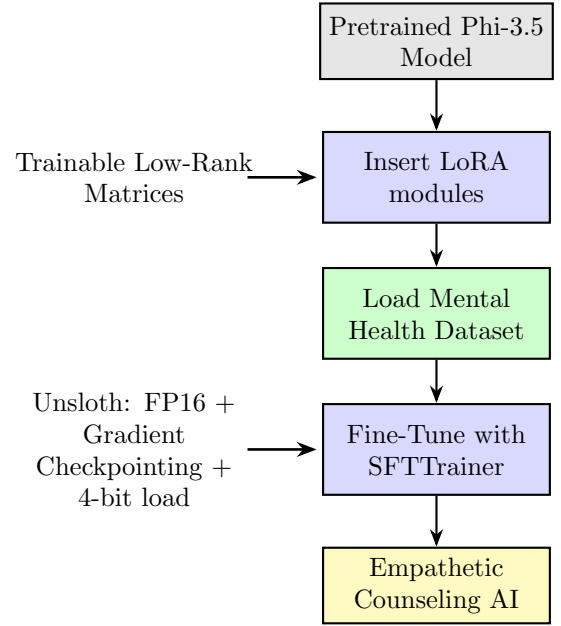 Pretrained Phi-3.5
Model
Trainable Low-Rank
Matrices
Insert LoRA
modules
Load Mental
Health Dataset
Unsloth: FP16 +
Gradient
Checkpointing +
4-bit load
Fine-Tune with
SFTTrainer
Empathetic
Counseling AI